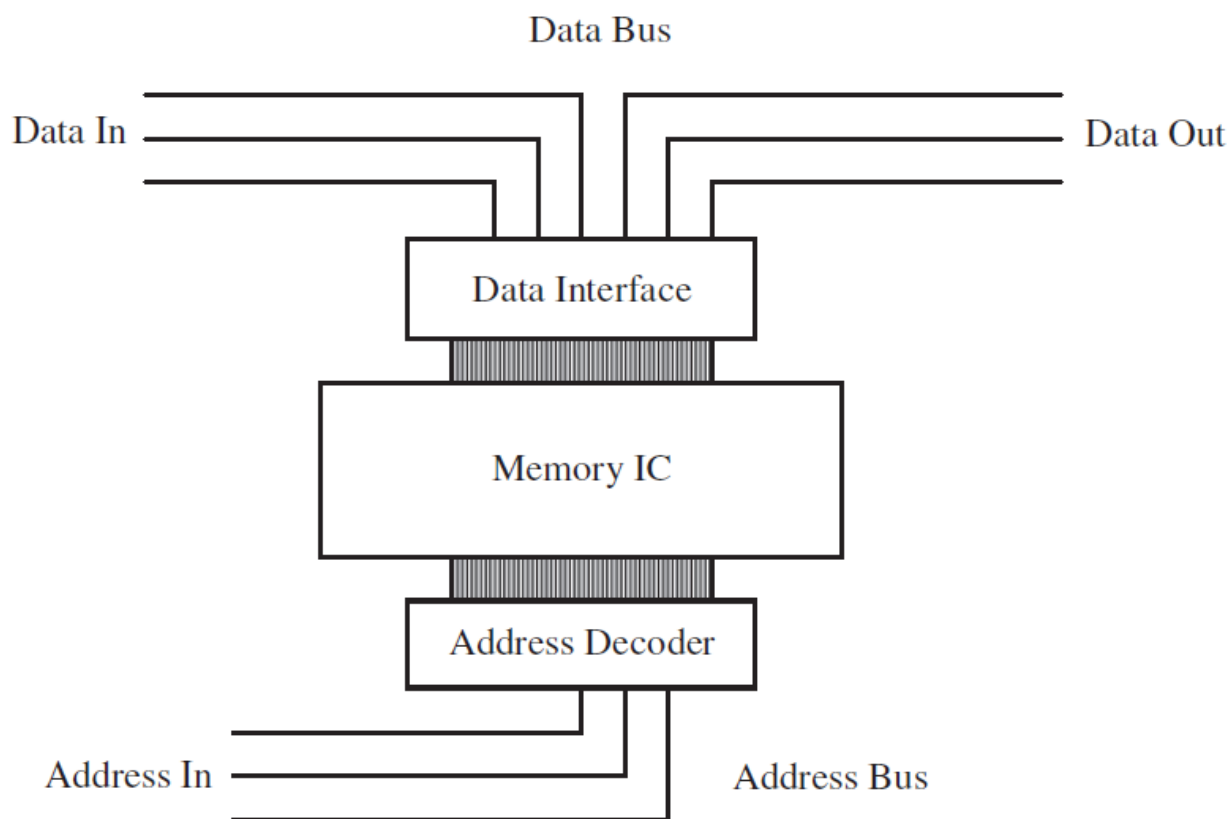 Data Bus
Data In
Data Out
Data Interface
Memory IC
Address Decoder
Address In
Address Bus